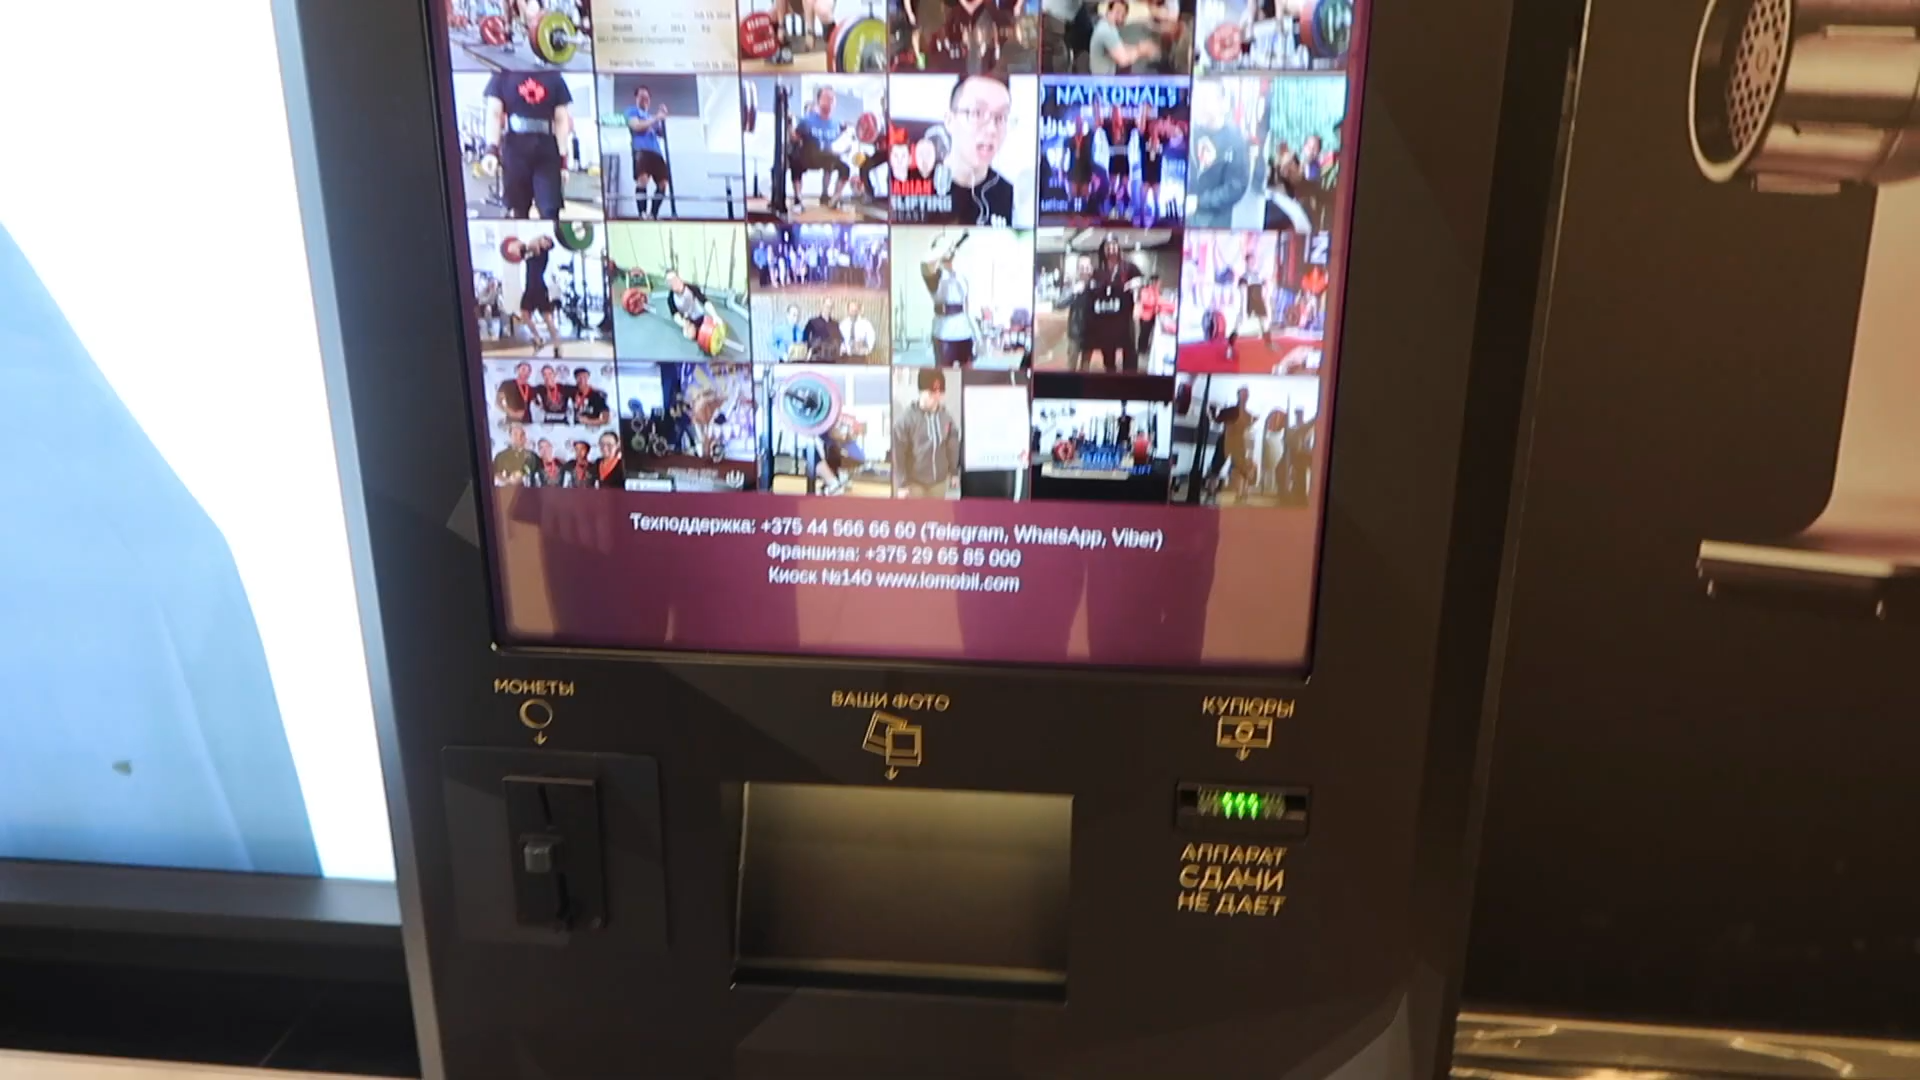 NATIONALS
Техподдержка: +375 44 566 66 60 (Telegram, WhatsApp, Viber)
Франшиза: +375 29 65 85 000
Киоск №140 www.iomobil.com
МОНЕТЫ
ВАШИ ФОТО
КУПЮРЫ
АППАРАТ
СДАЧИ
НЕ ДАЕТ